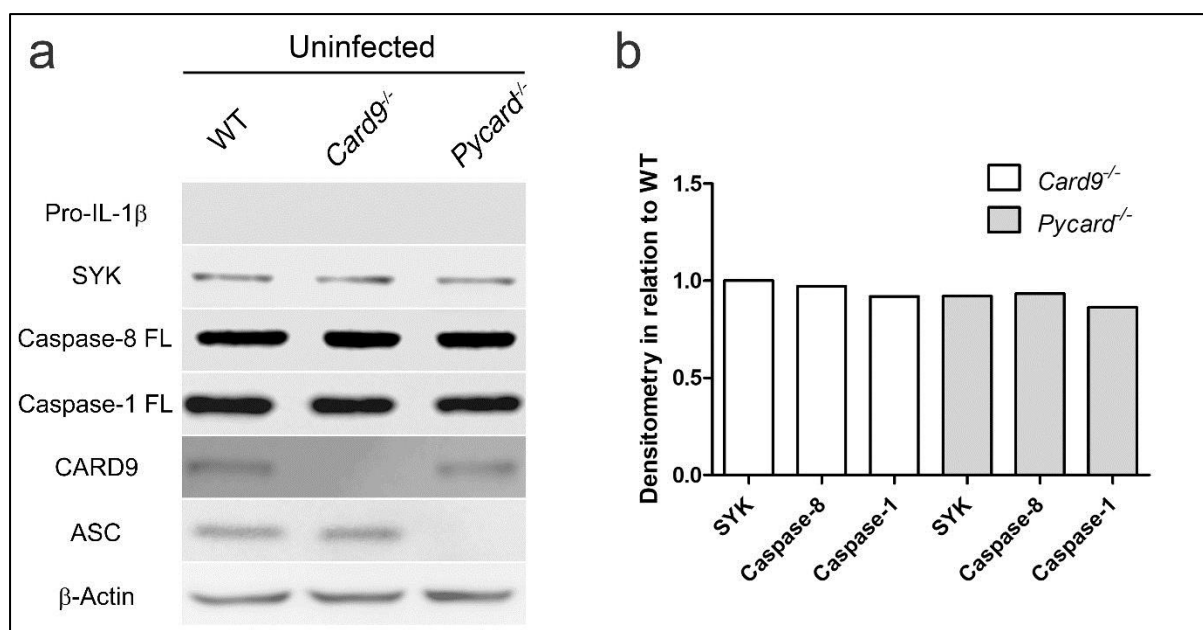 a
Uninfected
WT
Card9-/-
Pycard-/-
Pro-IL-1β
SYK
Caspase-8 FL
Caspase-1 FL
CARD9
ASC
β-Actin
b
Card9-/-
Pycard-/-
Densitometry in relation to WT
1.5
1.0
0.5
0.0
SYK
Caspase-8
Caspase-1
SYK
Caspase-8
Caspase-1